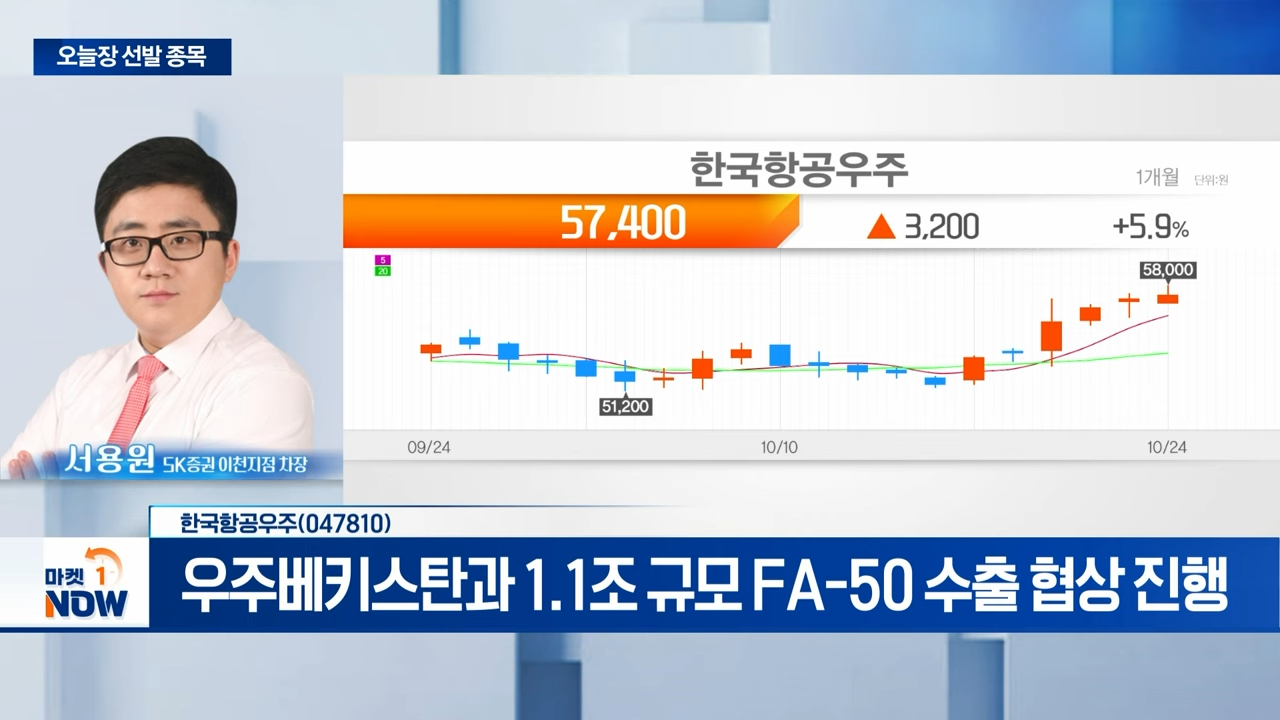 오늘장 선발 종목
한국항공우주
1개월 단위:원
57,400 ▲ 3,200 +5.9%
5
20
58,000
51,200
09/24 10/10 10/24
서용원 SK증권 이천지점 차장
한국항공우주(047810)
마켓 1
NOW
우주베키스탄과 1.1조 규모 FA-50 수출 협상 진행